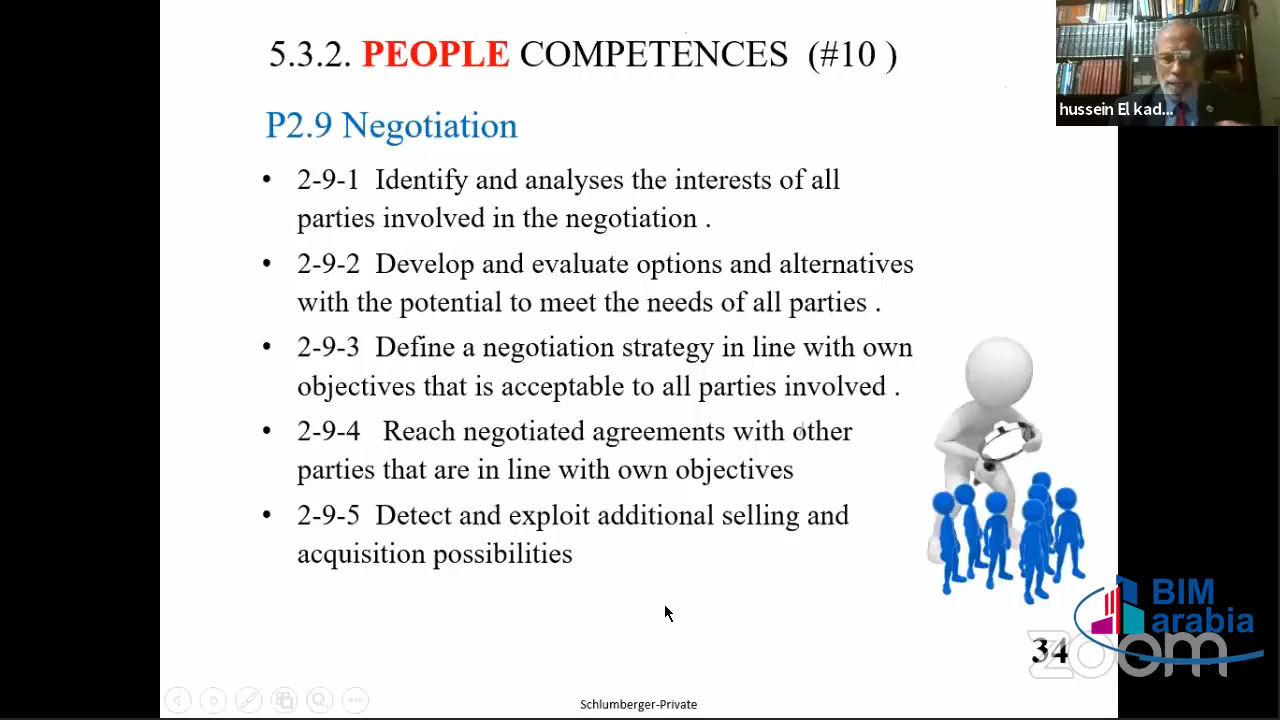 5.3.2. PEOPLE COMPETENCES (#10 )
hussein El kad...
P2.9 Negotiation
• 2-9-1 Identify and analyses the interests of all
parties involved in the negotiation .
• 2-9-2 Develop and evaluate options and alternatives
with the potential to meet the needs of all parties .
• 2-9-3 Define a negotiation strategy in line with own
objectives that is acceptable to all parties involved .
• 2-9-4 Reach negotiated agreements with other
parties that are in line with own objectives
• 2-9-5 Detect and exploit additional selling and
acquisition possibilities
BIM
arabia
zoom
34
Schlumberger-Private